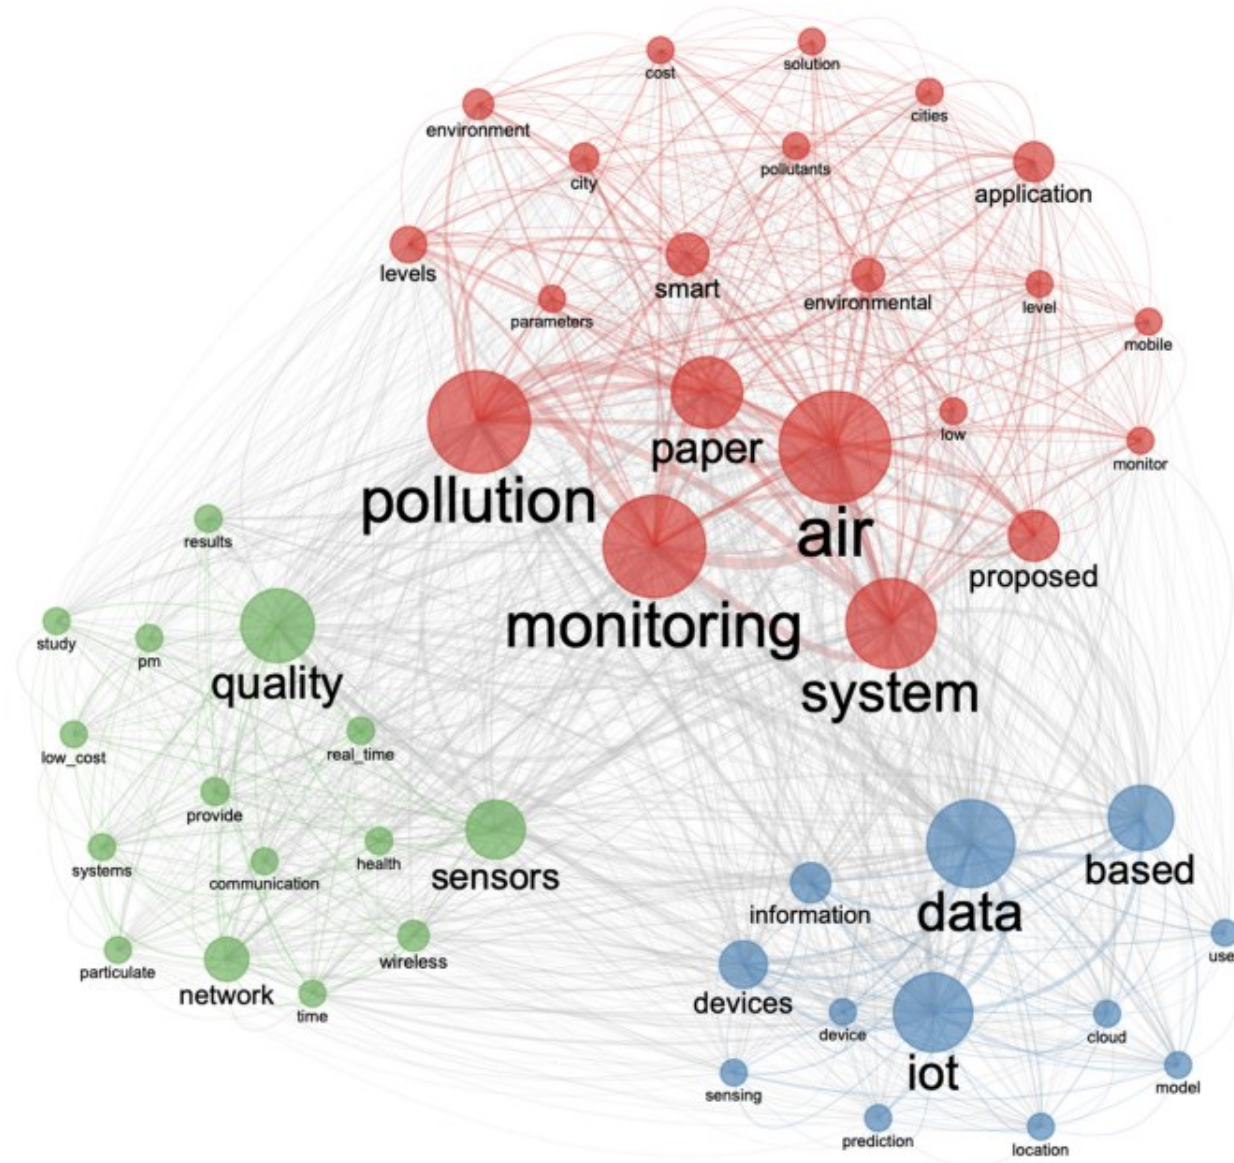 solution
cost
cities
environment
pollutants
city
application
levels
smart
environmental
level
parameters
mobile
paper
low
monitor
pollution
air
results
proposed
monitoring
study
pm
quality
system
low_cost
real_time
provide
health
systems
communication
sensors
based
information
data
use
wireless
particulate
network
devices
time
device
cloud
iot
model
sensing
prediction
location